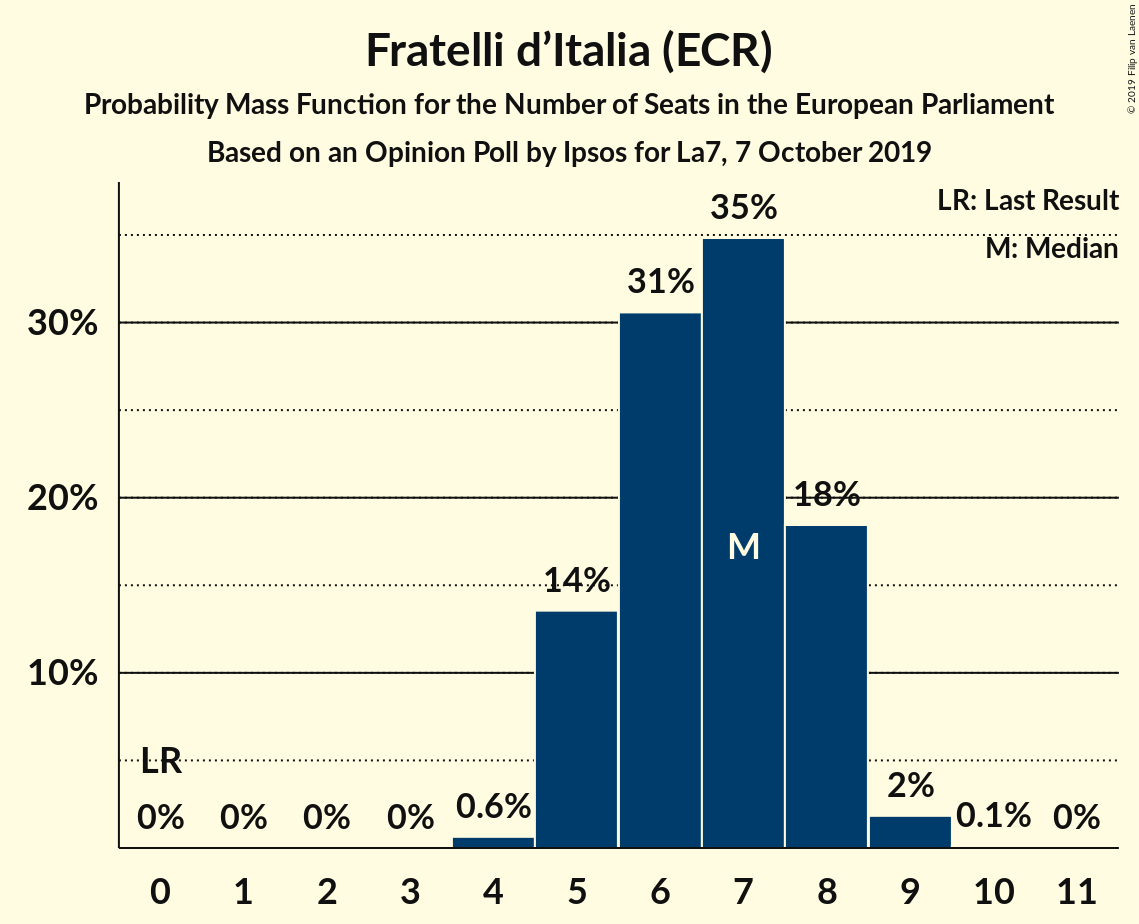 Fratelli d’Italia (ECR)
Probability Mass Function for the Number of Seats in the European Parliament
Based on an Opinion Poll by Ipsos for La7, 7 October 2019
© 2019 Filip van Laenen
LR: Last Result
M: Median
35%
31%
30%
20%
18%
M
14%
10%
LR
0%
0%
0%
0%
0.6%
2%
0.1%
0%
0 1 2 3 4 5 6 7 8 9 10 11